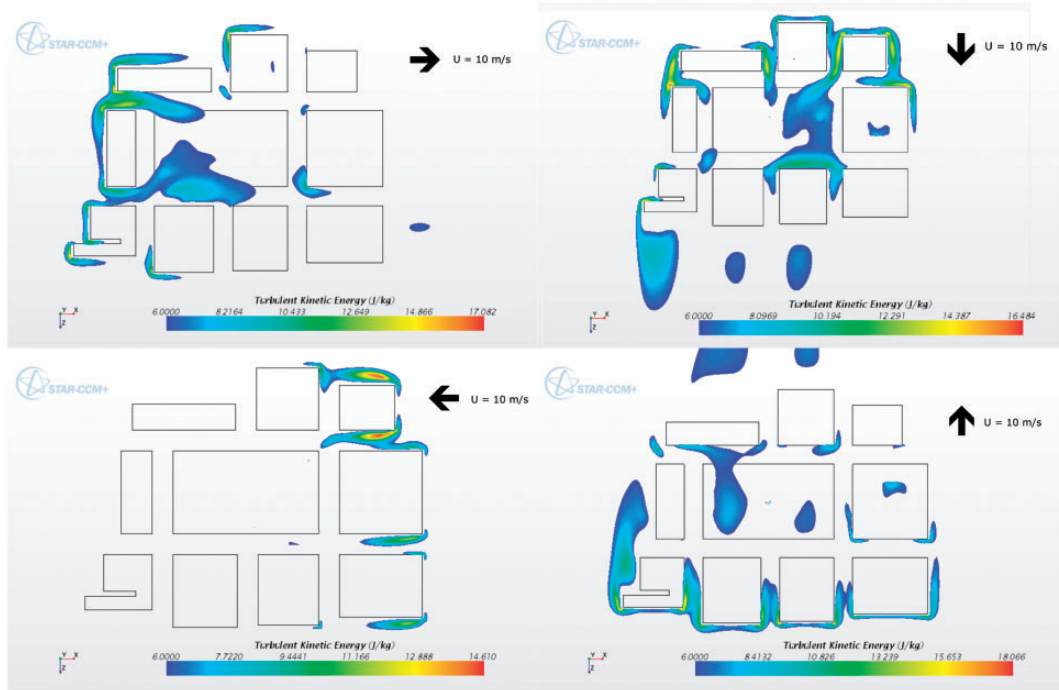 STAR-CCM+
U = 10 m/s
Turbulent Kinetic Energy (J/kg)
6.0000 8.2164 10.433 12.649 14.866 17.082
Y X
Z
STAR-CCM+
U = 10 m/s
Turbulent Kinetic Energy (J/kg)
6.0000 8.0969 10.194 12.291 14.387 16.484
Y X
Z
STAR-CCM+
U = 10 m/s
Turbulent Kinetic Energy (J/kg)
6.0000 7.7220 9.4441 11.166 12.888 14.610
Y X
Z
STAR-CCM+
U = 10 m/s
Turbulent Kinetic Energy (J/kg)
6.0000 8.4132 10.826 13.239 15.653 18.066
Y X
Z